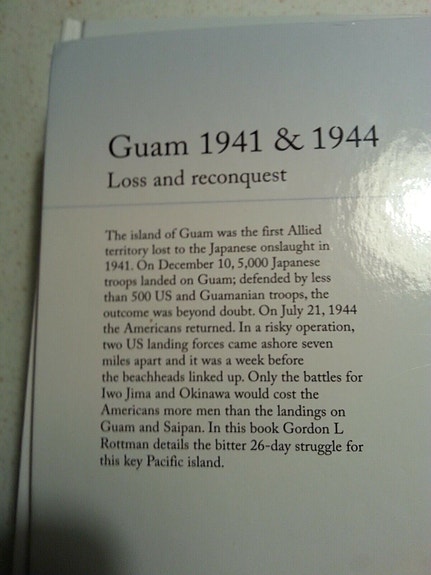 Guam 1941 & 1944
Loss and reconquest
The island of Guam was the first Allied
territory lost to the Japanese onslaught in
1941. On December 10, 5,000 Japanese
troops landed on Guam; defended by less
than 500 US and Guamanian troops, the
outcome was beyond doubt. On July 21, 1944
the Americans returned. In a risky operation,
two US landing forces came ashore seven
miles apart and it was a week before
the beachheads linked up. Only the battles for
Iwo Jima and Okinawa would cost the
Americans more men than the landings on
Guam and Saipan. In this book Gordon L
Rottman details the bitter 26-day struggle for
this key Pacific island.